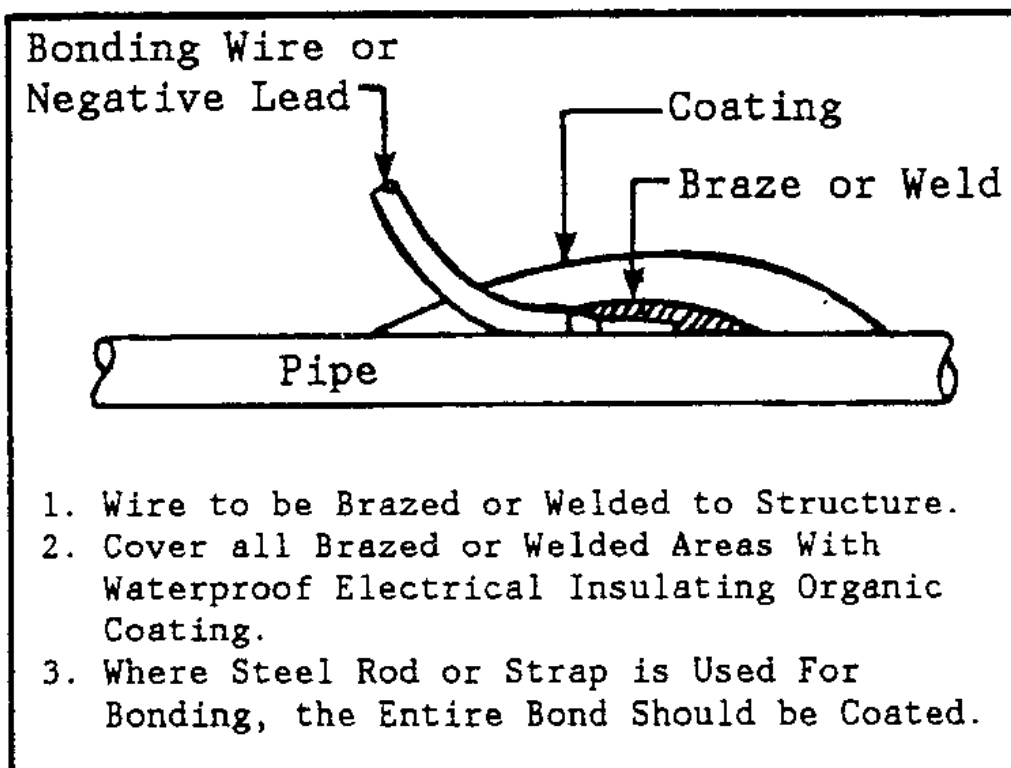 Bonding Wire or
Negative Lead
Coating
Braze or Weld
Pipe
1. Wire to be Brazed or Welded to Structure.
2. Cover all Brazed or Welded Areas With
Waterproof Electrical Insulating Organic
Coating.
3. Where Steel Rod or Strap is Used For
Bonding, the Entire Bond Should be Coated.